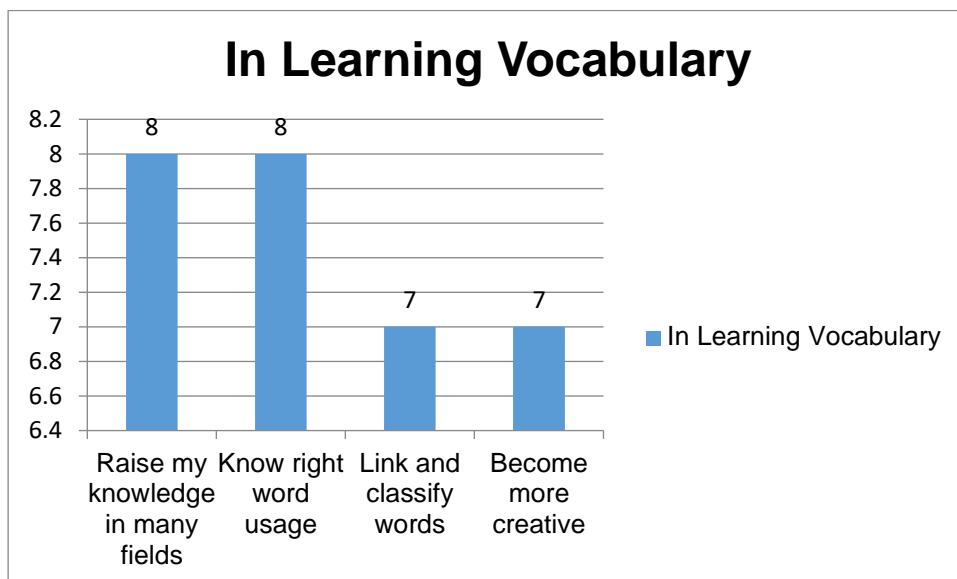 In Learning Vocabulary
8.2
8
7.8
7.6
7.4
7.2
7
6.8
6.6
6.4
8
8
7
7
Raise my
knowledge
in many
fields
Know right
word
usage
Link and
classify
words
Become
more
creative
In Learning Vocabulary